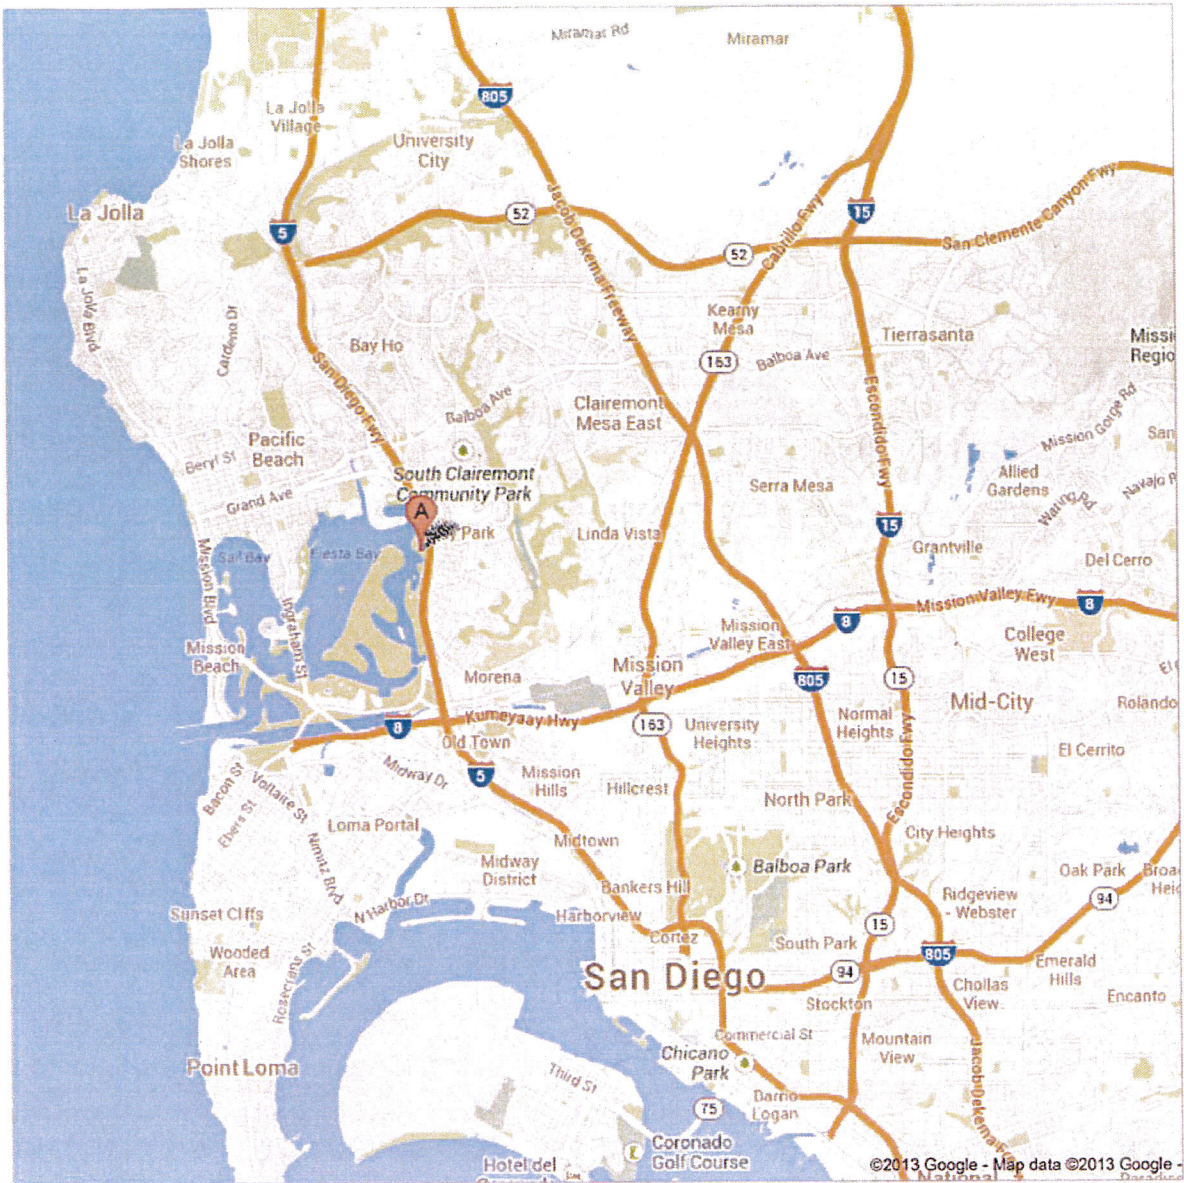 Miramar Rd
Miramar
805
La Jolla
Village
University
City
La Jolla
Shores
La Jolla
5
52
Jacob Dekema Freeway
52
Cabrillo Fwy
15
San Clemente Canyon Fwy
La Jolla Blvd
Cardeno Dr
Bay Ho
San Diego Fwy
Kearny
Mesa
163
Balboa Ave
Tierrasanta
Missi
Regio
Escondido Fwy
Balboa Ave
Clairemont
Mesa East
Mission Gorge Rd
San
Pacific
Beach
Beryl St
Grand Ave
South Clairemont
Community Park
Serra Mesa
Allied
Gardens
Waring Rd
Navajo R
A
Park
Linda Vista
15
Grantville
Del Cerro
Mission Blvd
Sail Bay
Fiesta Bay
Ingraham St
Mission
Beach
Mission
Valley East
8
Mission Valley Fwy
8
College
West
El
Morena
Mission
Valley
805
15
Mid-City
Rolando
8
Kumeyaay Hwy
Old Town
163
University
Heights
Normal
Heights
Escondido Fwy
El Cerrito
Bacon St
Voltaire St
Ebers St
Midway Dr
5
Mission
Hills
Hillcrest
North Park
Nimitz Blvd
Loma Portal
Midtown
City Heights
Midway
District
Balboa Park
Oak Park
Broa
Heig
94
Bankers Hill
Sunset Cliffs
N Harbor Dr
Harborview
Cortez
Ridgeview
- Webster
15
South Park
Wooded
Area
Rosecrans St
San Diego
94
805
Emerald
Hills
Stockton
Chollas
View
Encanto
Commercial St
Mountain
View
Point Loma
Chicano
Park
Third St
Barrio
Logan
Jacob Dekema Frwy
75
Coronado
Golf Course
Hotel del
©2013 Google - Map data ©2013 Google -
National